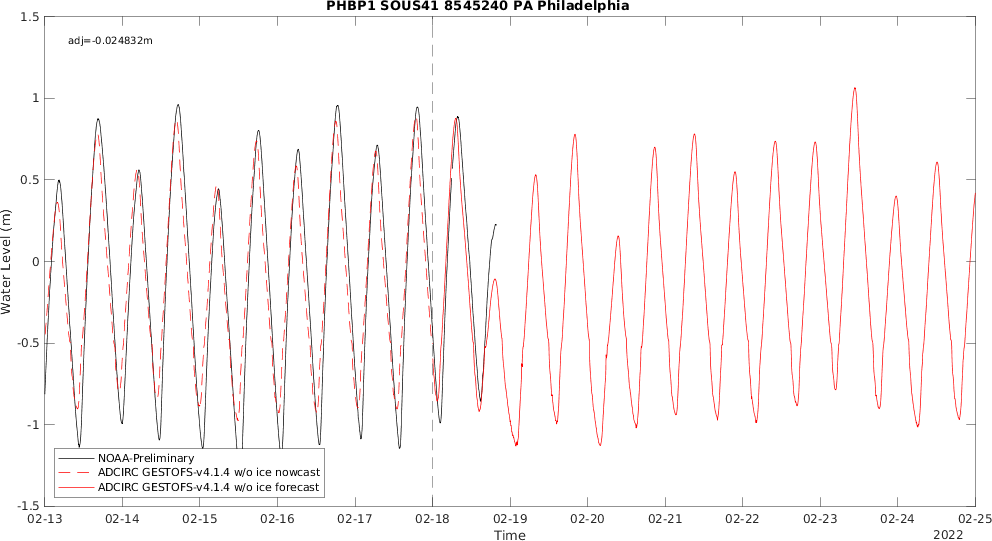 PHBP1 SOUS41 8545240 PA Philadelphia
adj=-0.024832m
1.5
1
0.5
0
-0.5
-1
-1.5
Water Level (m)
NOAA-Preliminary
ADCIRC GESTOFS-v4.1.4 w/o ice nowcast
ADCIRC GESTOFS-v4.1.4 w/o ice forecast
02-13 02-14 02-15 02-16 02-17 02-18 02-19 02-20 02-21 02-22 02-23 02-24 02-25
Time
2022